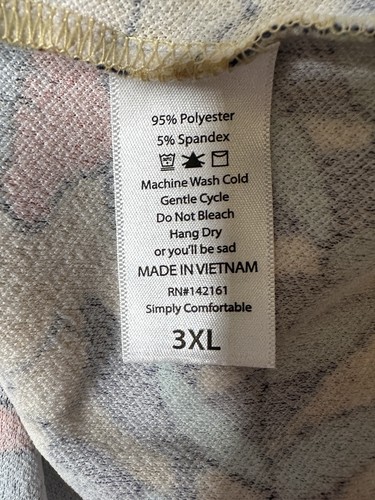 95% Polyester
5% Spandex
Machine Wash Cold
Gentle Cycle
Do Not Bleach
Hang Dry
or you'll be sad
MADE IN VIETNAM
RN#142161
Simply Comfortable
3XL